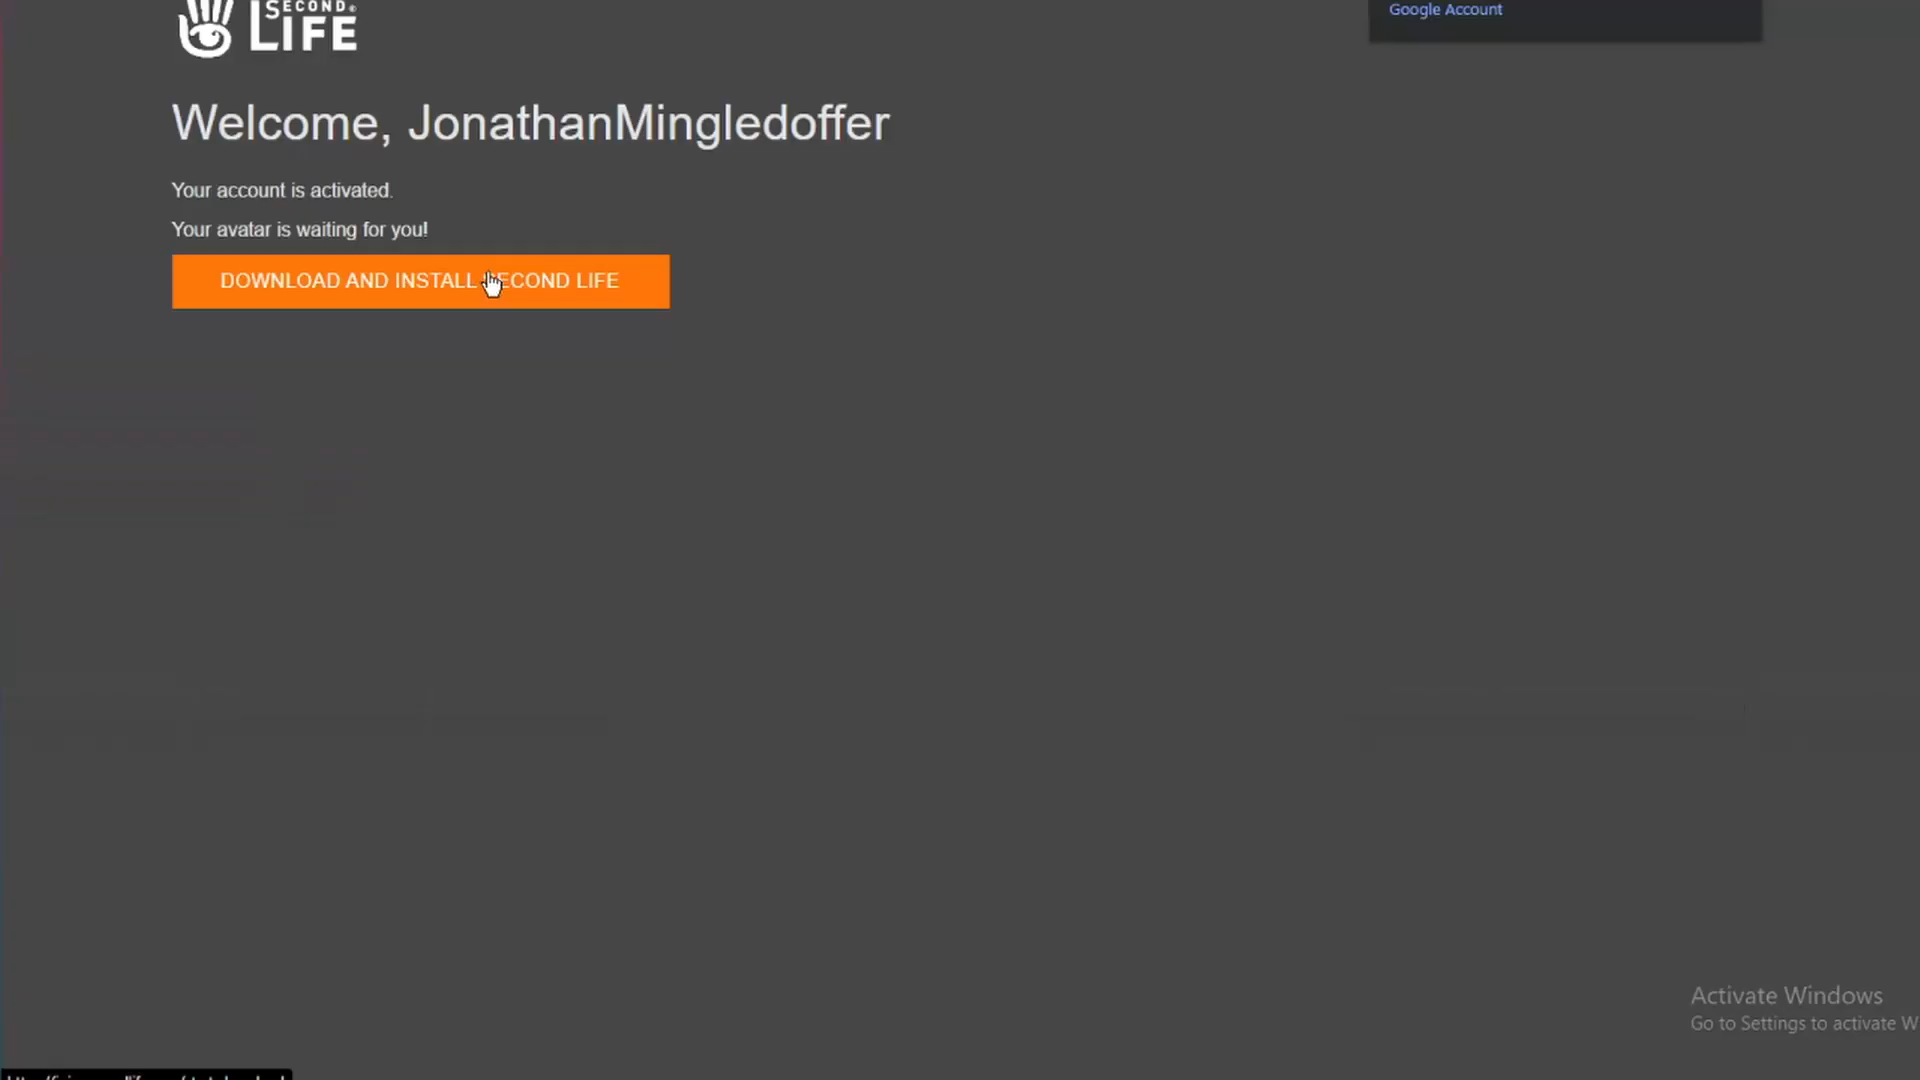 SECOND
LIFE
Google Account
Welcome, JonathanMingledoffer
Your account is activated.
Your avatar is waiting for you!
DOWNLOAD AND INSTALL SECOND LIFE
Activate Windows
Go to Settings to activate W